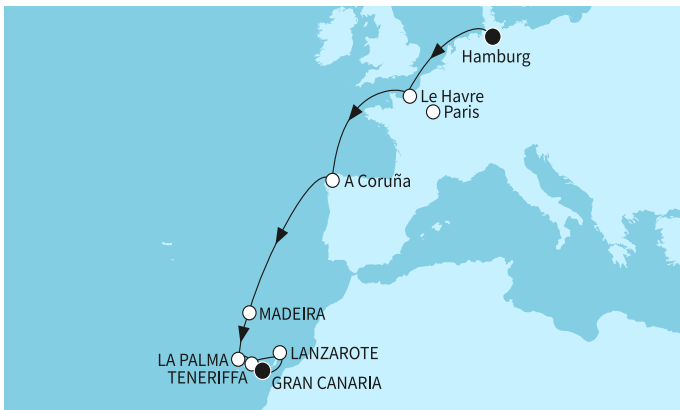 Hamburg
Le Havre
Paris
A Coruña
MADEIRA
LA PALMA
LANZAROTE
TENERIFFA
GRAN CANARIA